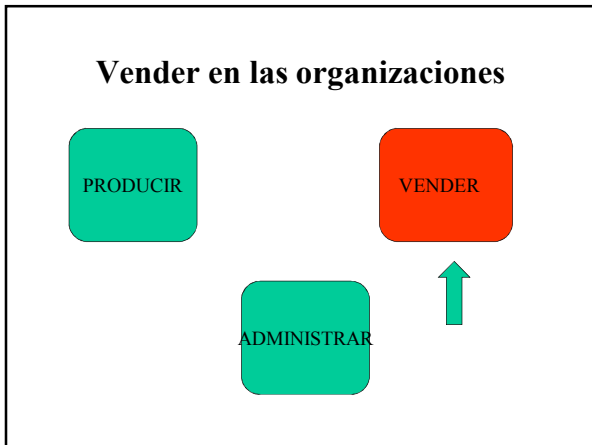 Vender en las organizaciones
PRODUCIR
VENDER
ADMINISTRAR